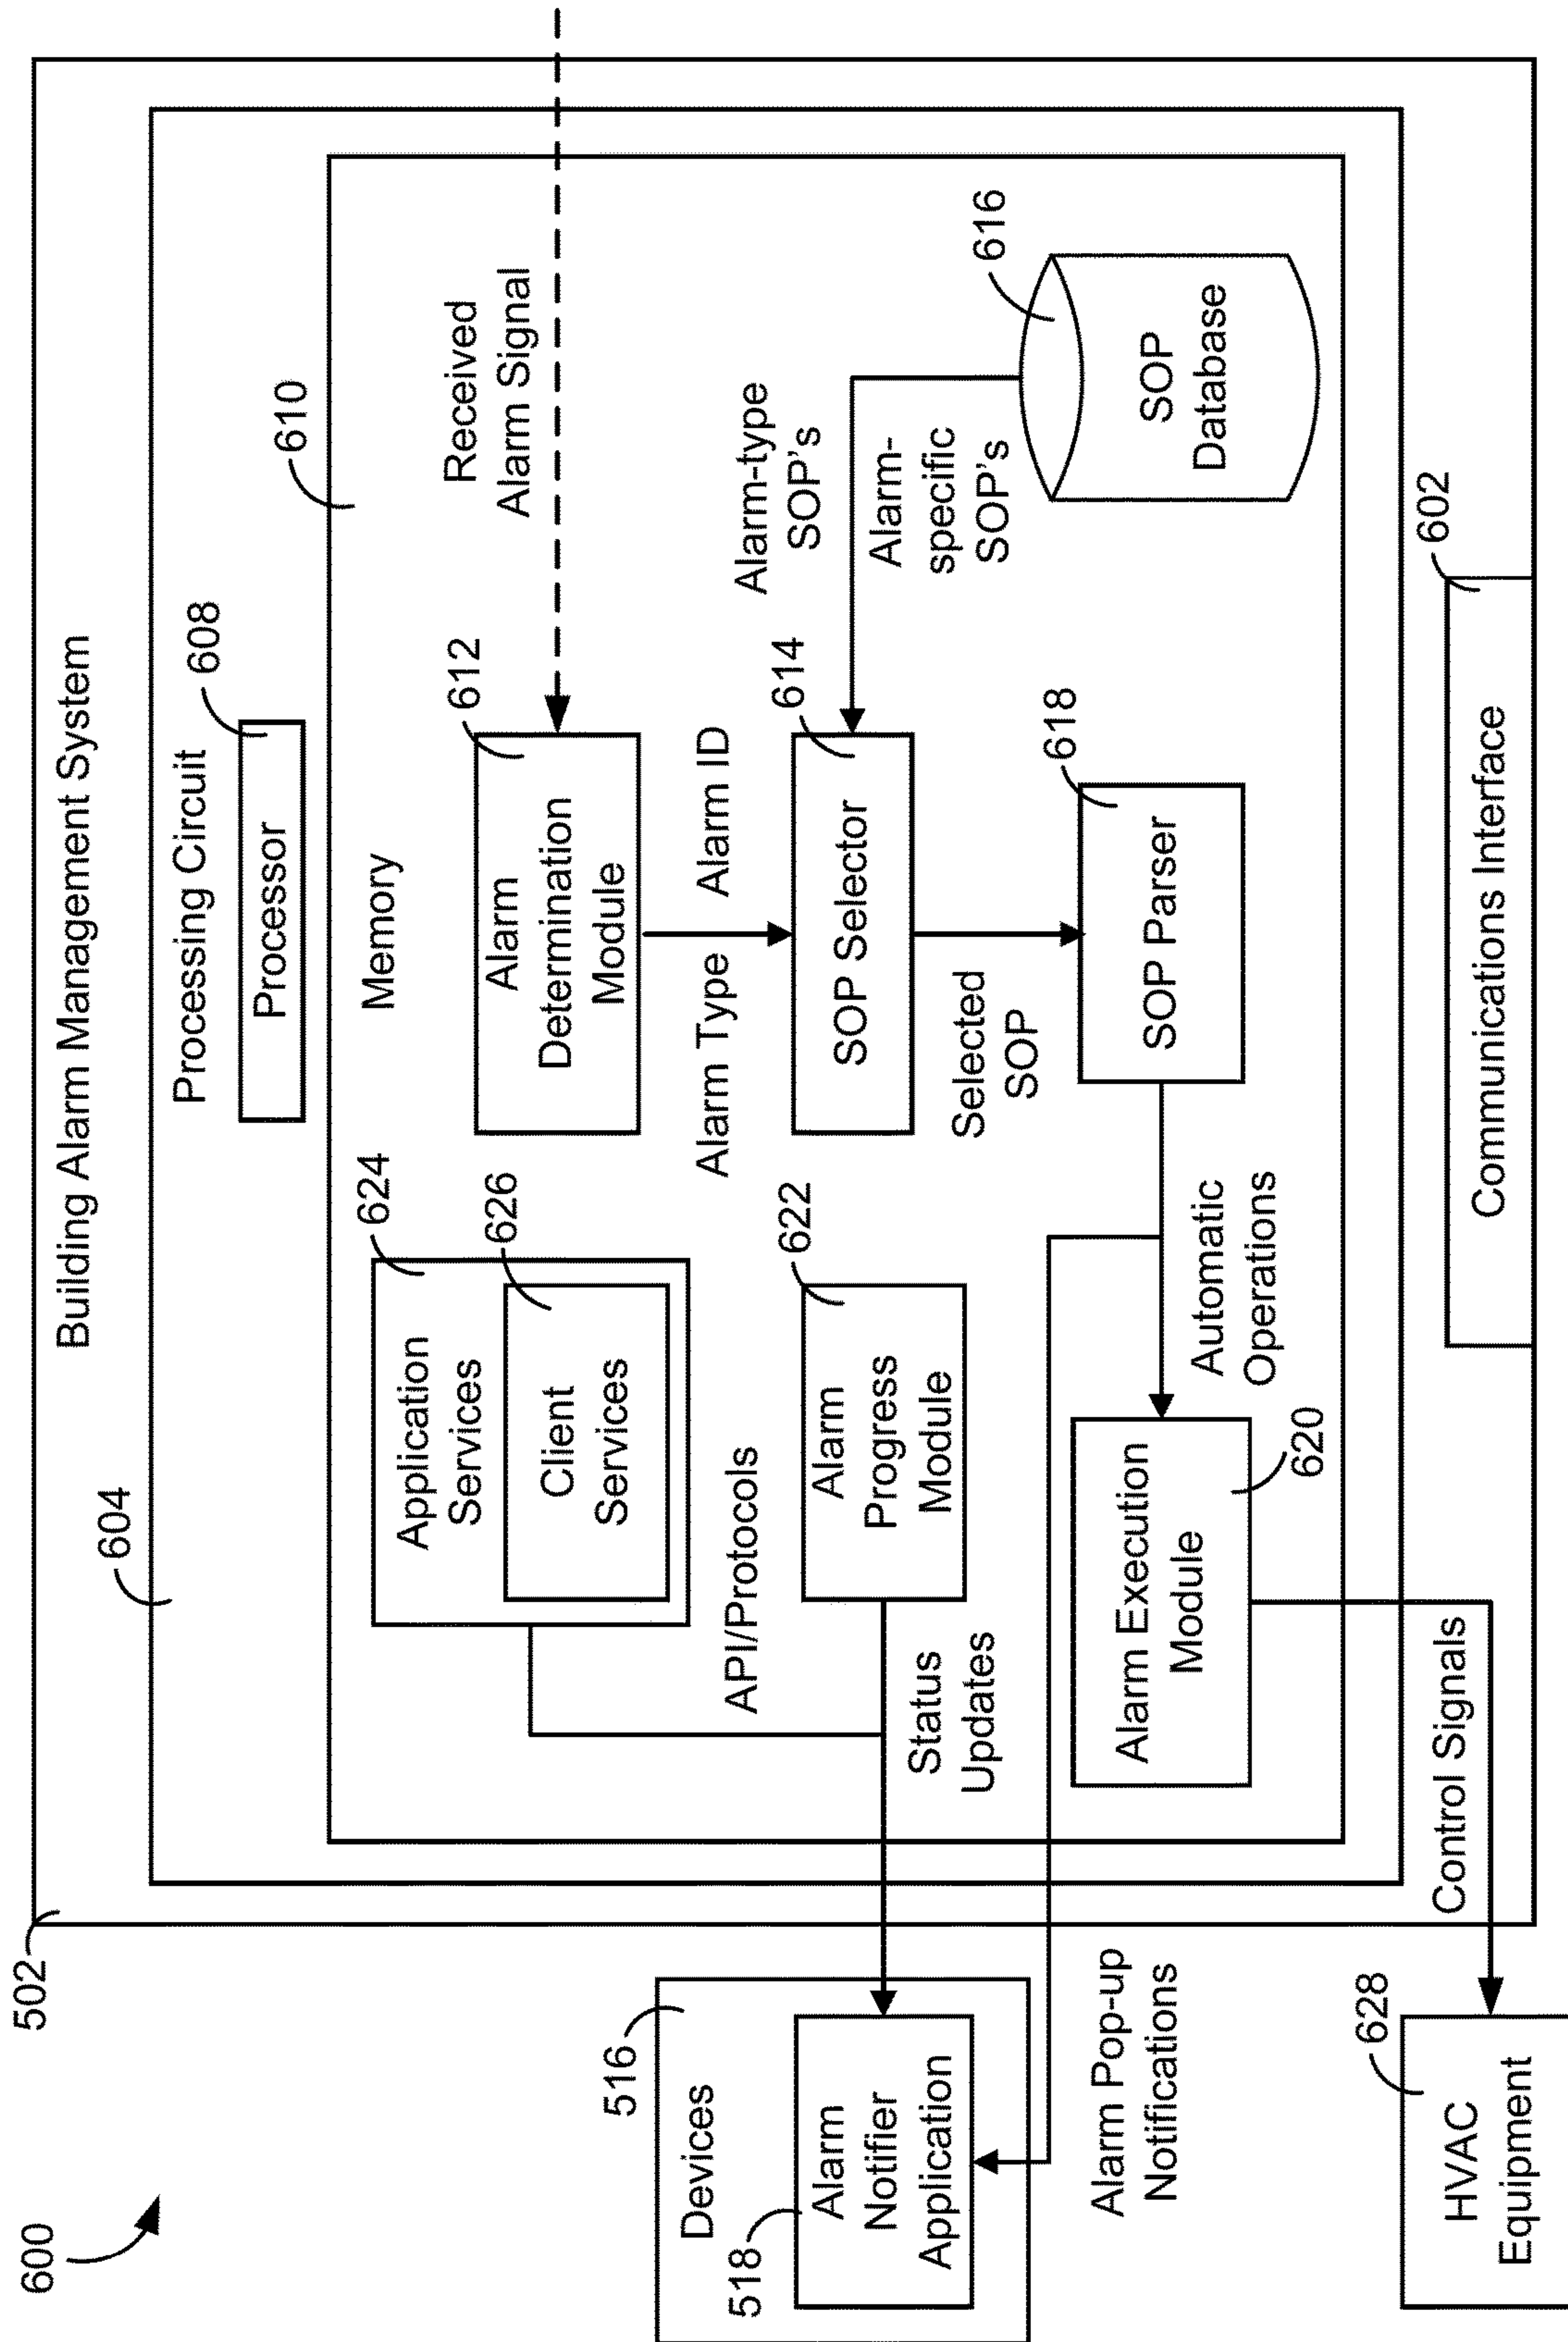 600
502
Building Alarm Management System
604
Processing Circuit
608
Processor
610
Memory
624
Application
Services
626
Client
Services
612
Alarm
Determination
Module
Received
Alarm Signal
API/Protocols
Alarm Type
Alarm ID
622
Alarm
Progress
Module
Status
Updates
614
SOP Selector
Alarm-type
SOP's
Alarm-
specific
SOP's
616
SOP
Database
Selected
SOP
618
SOP Parser
Automatic
Operations
Alarm Execution
Module
620
Control Signals
602
Communications Interface
516
Devices
518
Alarm
Notifier
Application
Alarm Pop-up
Notifications
628
HVAC
Equipment